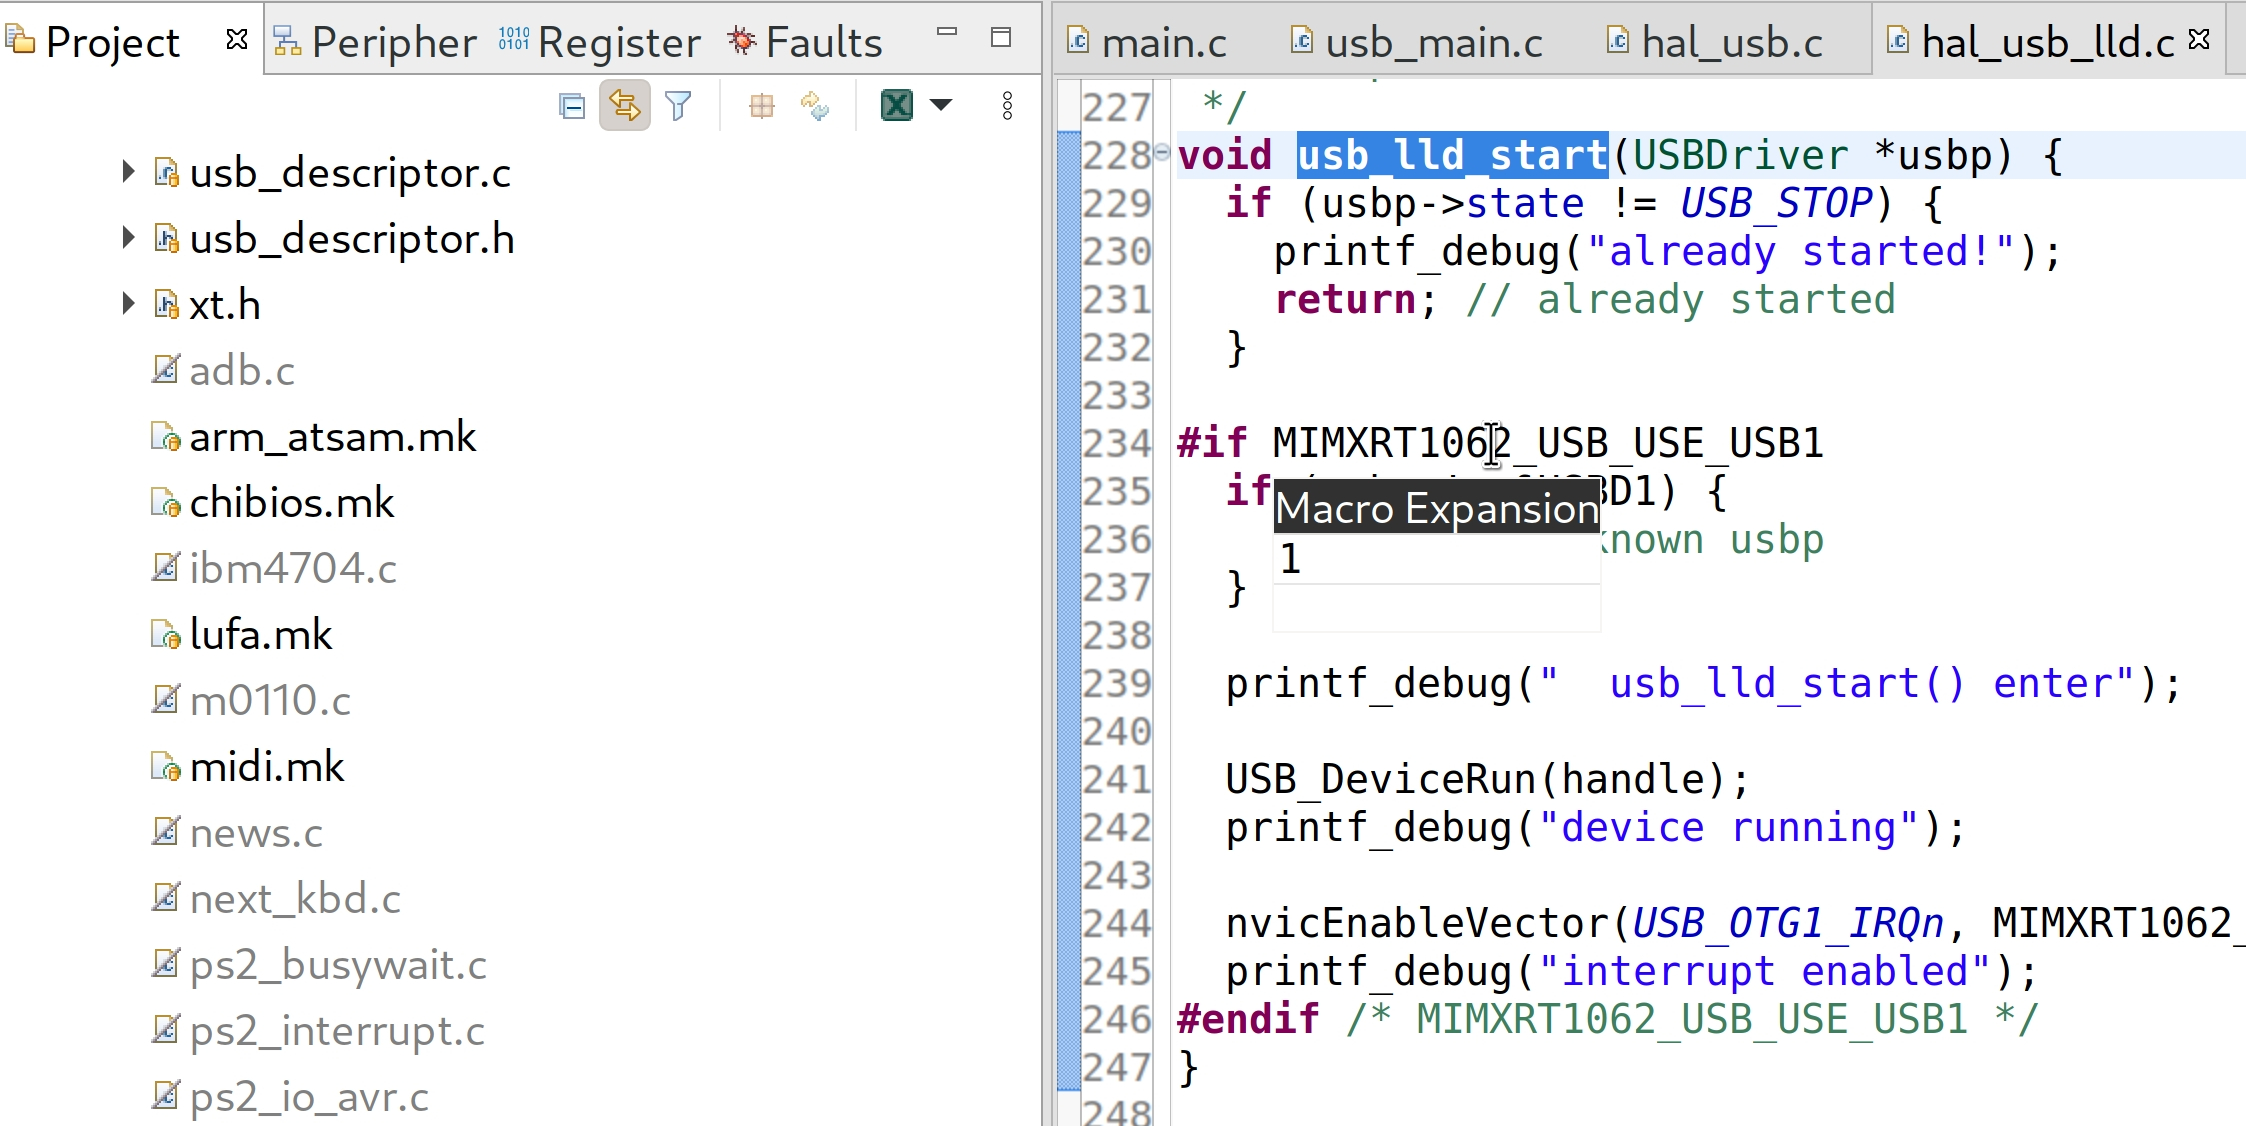 Project
Peripher
Register
Faults
usb_descriptor.c
usb_descriptor.h
xt.h
adb.c
arm_atsam.mk
chibios.mk
ibm4704.c
lufa.mk
m0110.c
midi.mk
news.c
next_kbd.c
ps2_busywait.c
ps2_interrupt.c
ps2_io_avr.c
main.c
usb_main.c
hal_usb.c
hal_usb_lld.c
227 */
228 void usb_lld_start(USBDriver *usbp) {
229 if (usbp->state != USB_STOP) {
230 printf_debug("already started!");
231 return; // already started
232 }
233
234 #if MIMXRT1062_USB_USE_USB1
235 if D1) {
Macro Expansion
236 known usbp
1
237 }
238
239 printf_debug("  usb_lld_start() enter");
240
241 USB_DeviceRun(handle);
242 printf_debug("device running");
243
244 nvicEnableVector(USB_OTG1_IRQn, MIMXRT1062_
245 printf_debug("interrupt enabled");
246 #endif /* MIMXRT1062_USB_USE_USB1 */
247 }
248